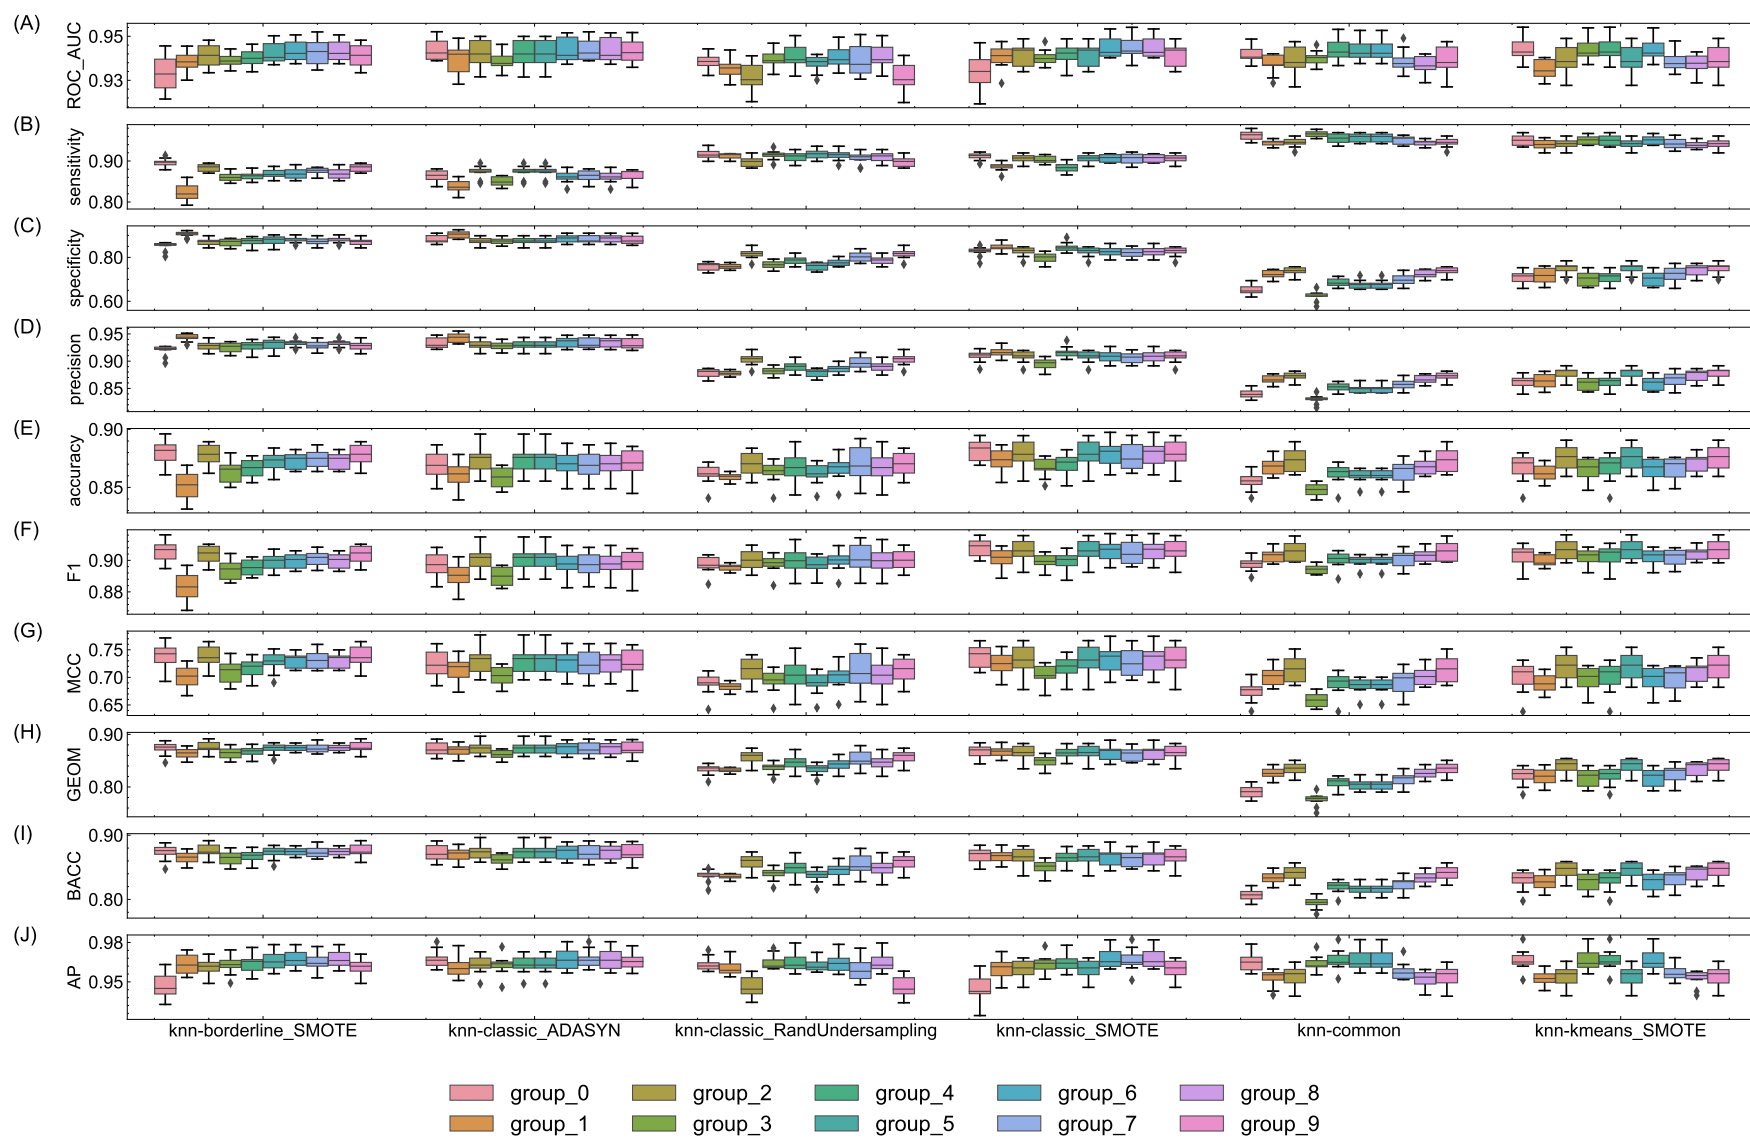 (A)
ROC_AUC
0.95
0.93
(B)
sensitivity
0.90
0.80
(C)
specificity
0.80
0.60
(D)
precision
0.95
0.90
0.85
(E)
accuracy
0.90
0.85
(F)
F1
0.90
0.88
(G)
MCC
0.75
0.70
0.65
(H)
GEOM
0.90
0.80
(I)
BACC
0.90
0.80
(J)
AP
0.98
0.95
knn-borderline_SMOTE knn-classic_ADASYN knn-classic_RandUndersampling knn-classic_SMOTE knn-common knn-kmeans_SMOTE
group_0 group_2 group_4 group_6 group_8
group_1 group_3 group_5 group_7 group_9